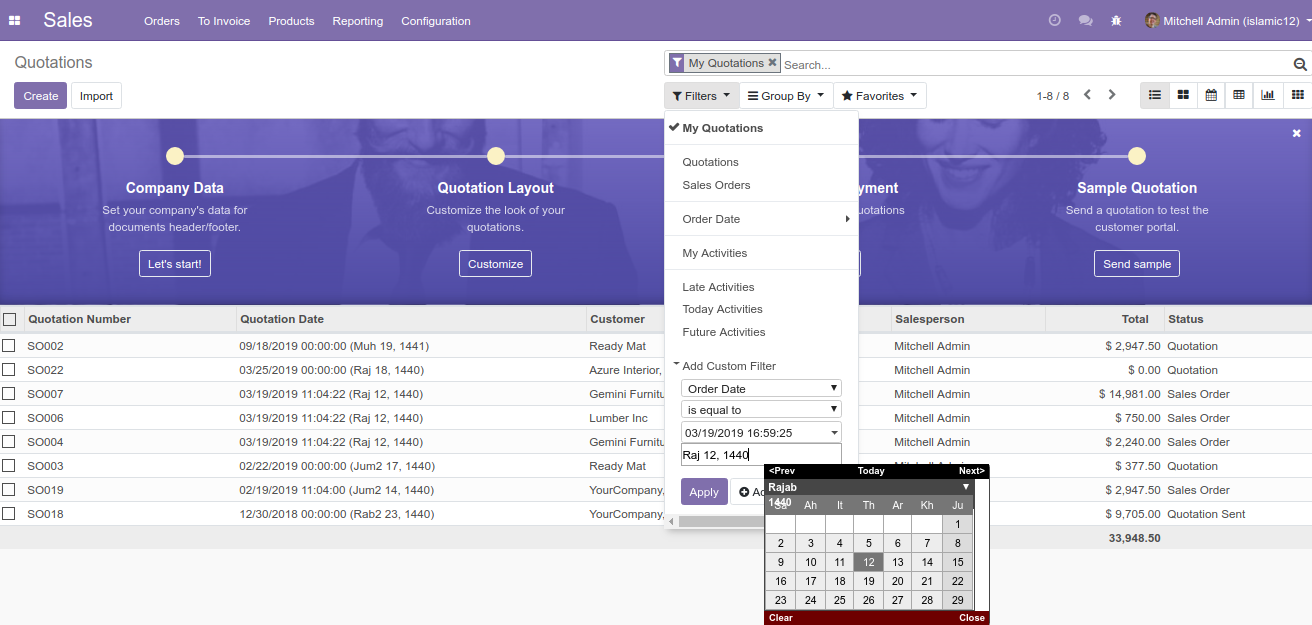 Sales Orders To Invoice Products Reporting Configuration Mitchell Admin (islamic12)
Quotations
My Quotations Search...
Create Import
Filters Group By Favorites 1-8 / 8
My Quotations
Quotations
Sales Orders
Order Date
My Activities
Late Activities
Today Activities
Future Activities
Add Custom Filter
Order Date
is equal to
03/19/2019 16:59:25
Raj 12, 1440
Apply
Company Data
Set your company's data for
documents header/footer.
Let's start!
Quotation Layout
Customize the look of your
quotations.
Customize
Sample Quotation
Send a quotation to test the
customer portal.
Send sample
Quotation Number Quotation Date Customer Salesperson Total Status
SO002 09/18/2019 00:00:00 (Muh 19, 1441) Ready Mat Mitchell Admin $ 2,947.50 Quotation
SO022 03/25/2019 00:00:00 (Raj 18, 1440) Azure Interior, Mitchell Admin $ 0.00 Quotation
SO007 03/19/2019 11:04:22 (Raj 12, 1440) Gemini Mitchell Admin $ 14,981.00 Sales Order
SO006 03/19/2019 11:04:22 (Raj 12, 1440) Lumber Inc Mitchell Admin $ 750.00 Sales Order
SO004 03/19/2019 11:04:22 (Raj 12, 1440) Gemini Mitchell Admin $ 2,240.00 Sales Order
SO003 02/22/2019 00:00:00 (Jum2 17, 1440) Ready Mat Mitchell Admin $ 377.50 Quotation
SO019 02/19/2019 11:04:00 (Jum2 14, 1440) YourCompany, $ 2,947.50 Sales Order
SO018 12/30/2018 00:00:00 (Rab2 23, 1440) YourCompany, $ 9,705.00 Quotation Sent
33,948.50
<Prev Today Next>
Rajab
1440
Sa Ah It Th Ar Kh Ju
1
2 3 4 5 6 7 8
9 10 11 12 13 14 15
16 17 18 19 20 21 22
23 24 25 26 27 28 29
Clear Close